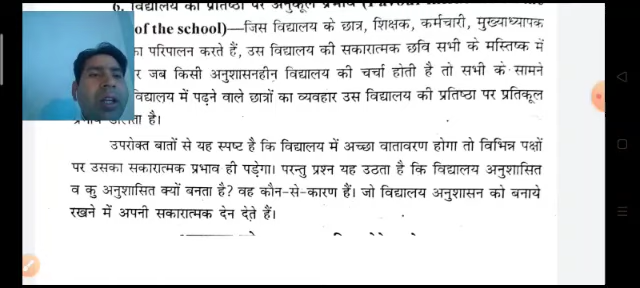 6. विद्यालय की प्रतिष्ठा पर अनुकूल प्रभाव
of the school)—जिस विद्यालय के छात्र, शिक्षक, कर्मचारी, मुख्याध्यापक
परिपालन करते हैं, उस विद्यालय की सकारात्मक छवि सभी के मस्तिष्क में
र जब किसी अनुशासनहीन विद्यालय की चर्चा होती है तो सभी के सामने
विद्यालय में पढ़ने वाले छात्रों का व्यवहार उस विद्यालय की प्रतिष्ठा पर प्रतिकूल
है।
उपरोक्त बातों से यह स्पष्ट है कि विद्यालय में अच्छा वातावरण होगा तो विभिन्न पक्षों
पर उसका सकारात्मक प्रभाव ही पड़ेगा। परन्तु प्रश्न यह उठता है कि विद्यालय अनुशासित
व कु अनुशासित क्यों बनता है? वह कौन-से-कारण हैं। जो विद्यालय अनुशासन को बनाये
रखने में अपनी सकारात्मक देन देते हैं।